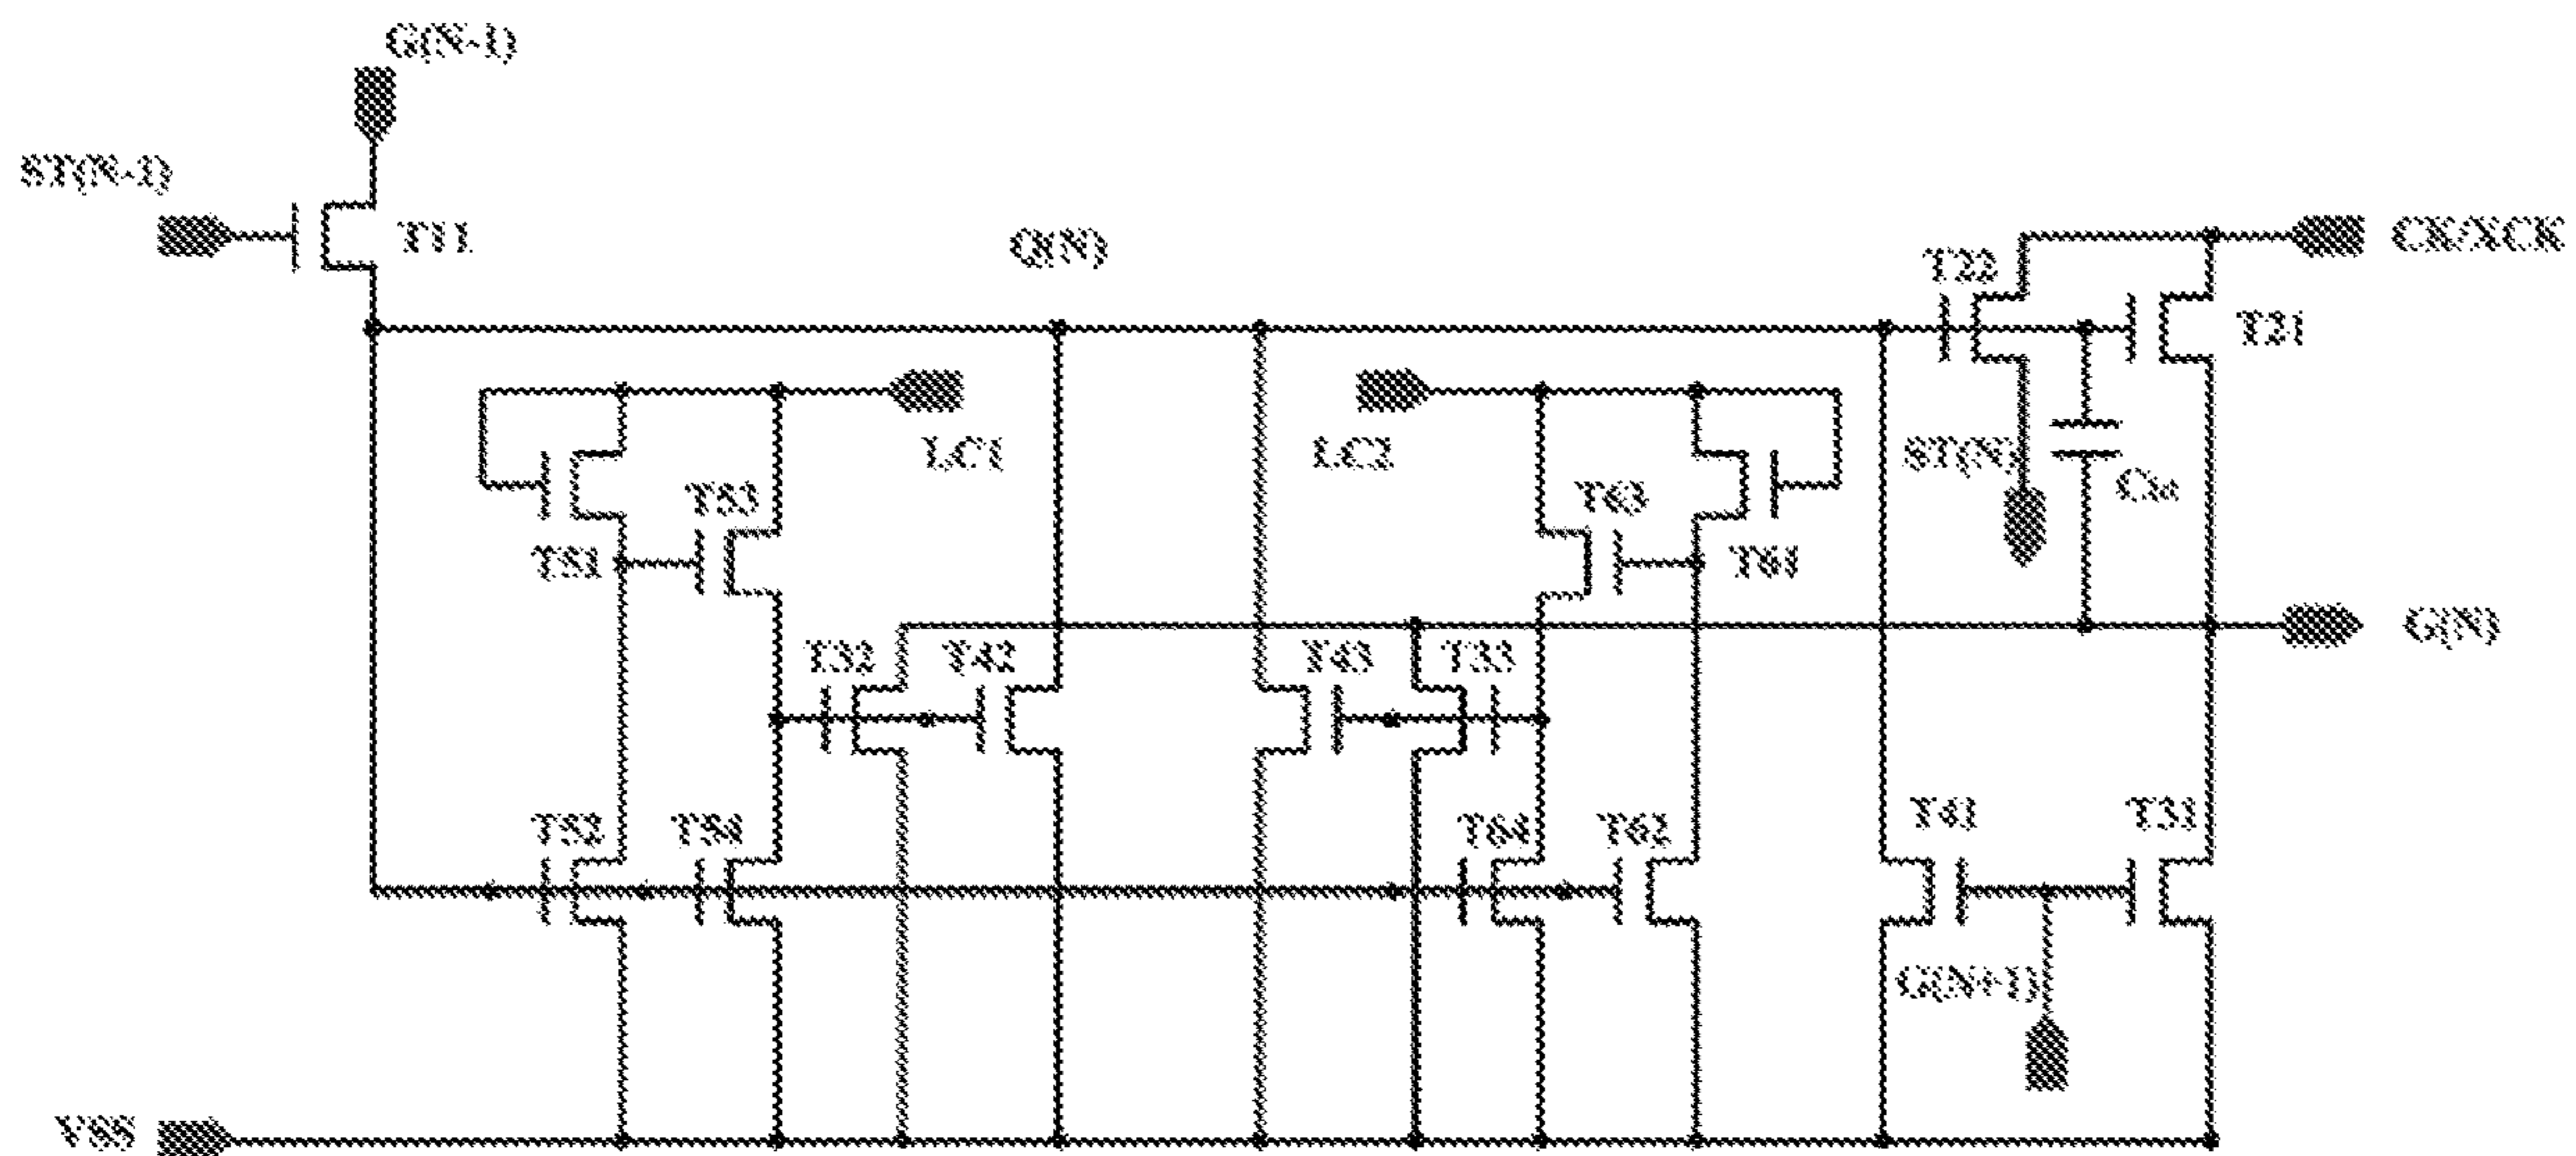 G(N-1)
ST(N-1)
T11
Q(N)
CK/XCK
T22
T21
LC1
LC2
ST(N)
T53
T63
T51
T61
G(N)
T32
T42
T43
T33
T52
T54
T64
T62
T41
T31
G(N+1)
VSS